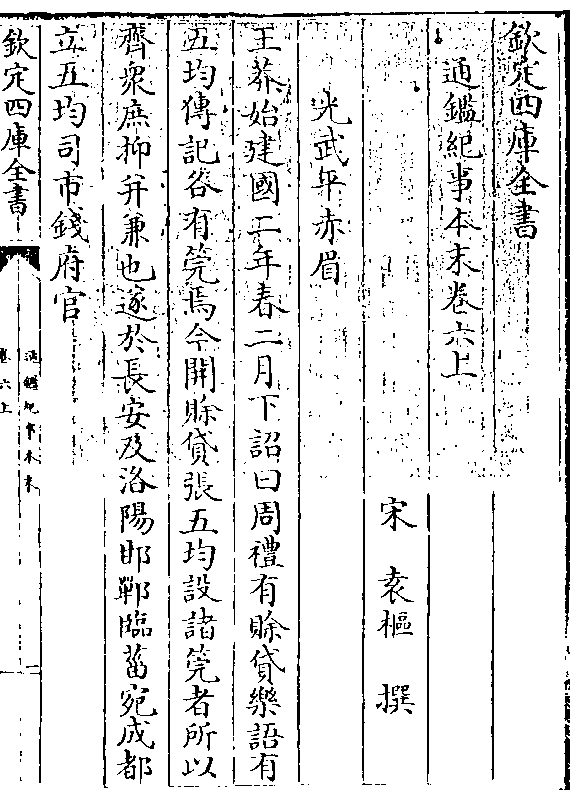 欽定四庫全書
通鑑紀事本末卷六上
宋 袁樞 撰
光武平赤眉
王莽始建國二年春二月下詔曰周禮有賒貸樂語有
五均傳記各有筦焉今開賒貸張五均設諸筦者所以
齊衆庶抑并兼也遂於長安及洛陽邯鄲臨菑宛成都
立五均司市錢府官
欽定四庫全書
通鑑紀事本末
卷六上
一